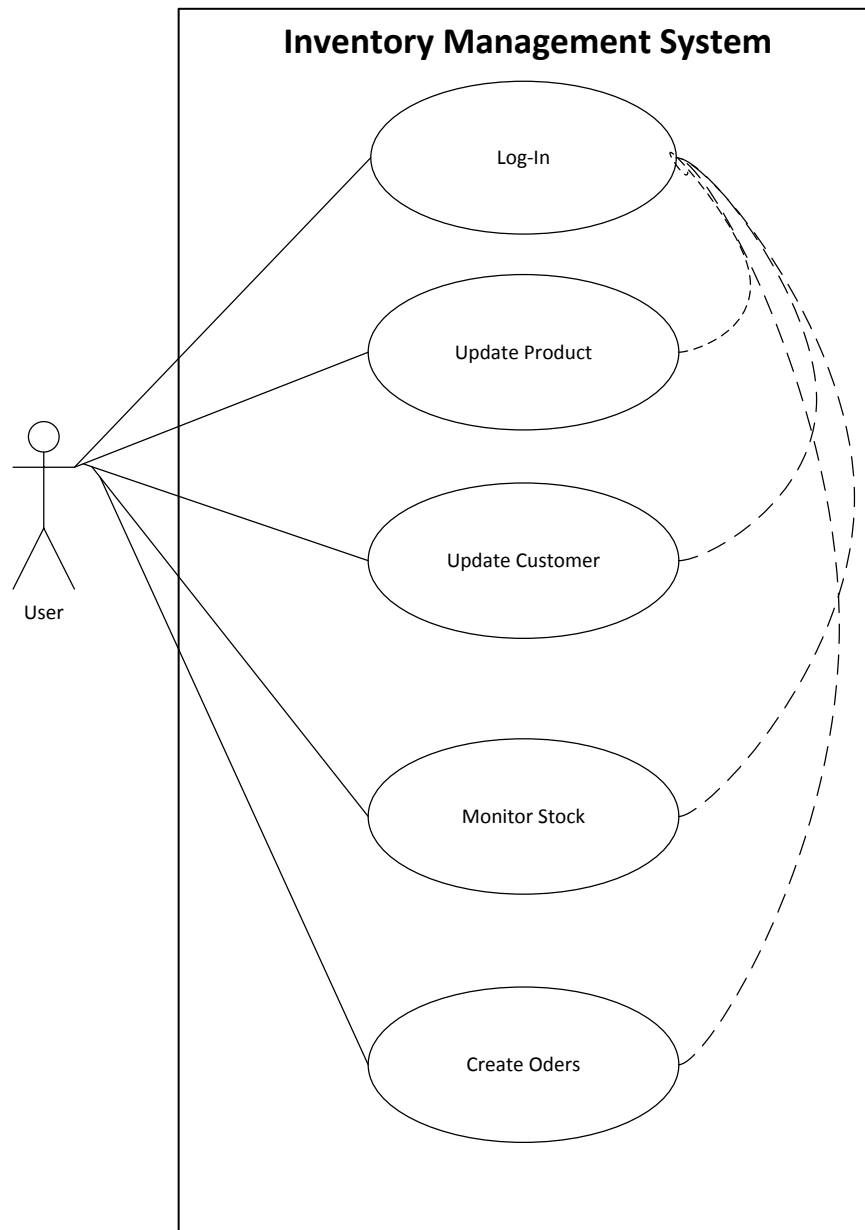 Inventory Management System
Log-In
Update Product
Update Customer
User
Monitor Stock
Create Oders